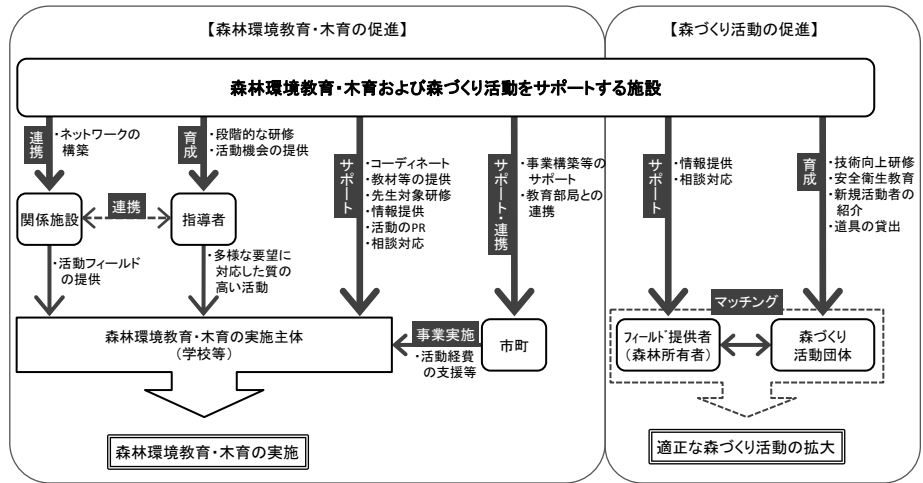 【森林環境教育・木育の促進】
【森づくり活動の促進】
森林環境教育・木育および森づくり活動をサポートする施設
連携
・ネットワークの
構築
育成
・段階的な研修
・活動機会の提供
サポート
・コーディネート
・教材等の提供
・先生対象研修
・情報提供
・活動のPR
・相談対応
サポート・連携
・事業構築等の
サポート
・教育部局との
連携
サポート
・情報提供
・相談対応
育成
・技術向上研修
・安全衛生教育
・新規活動者の
紹介
・道具の貸出
関係施設
連携
指導者
・活動フィールド
の提供
・多様な要望に
対応した質の
高い活動
マッチング
森林環境教育・木育の実施主体
(学校等)
事業実施
・活動経費
の支援等
市町
フィールド提供者
(森林所有者)
森づくり
活動団体
森林環境教育・木育の実施
適正な森づくり活動の拡大